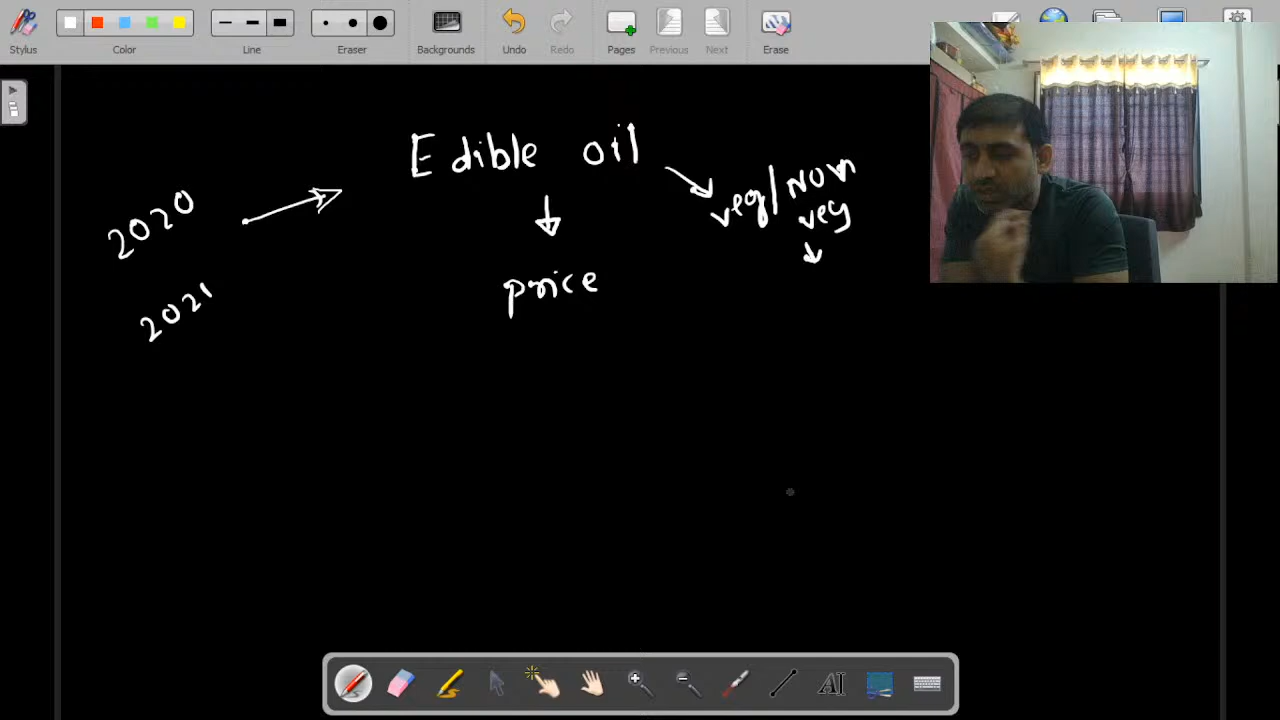 Stylus
Color
Line
Eraser
Backgrounds
Undo
Redo
Pages
Previous
Next
Erase
Edible oil
2020
veg/Non
veg
price
2021
AI